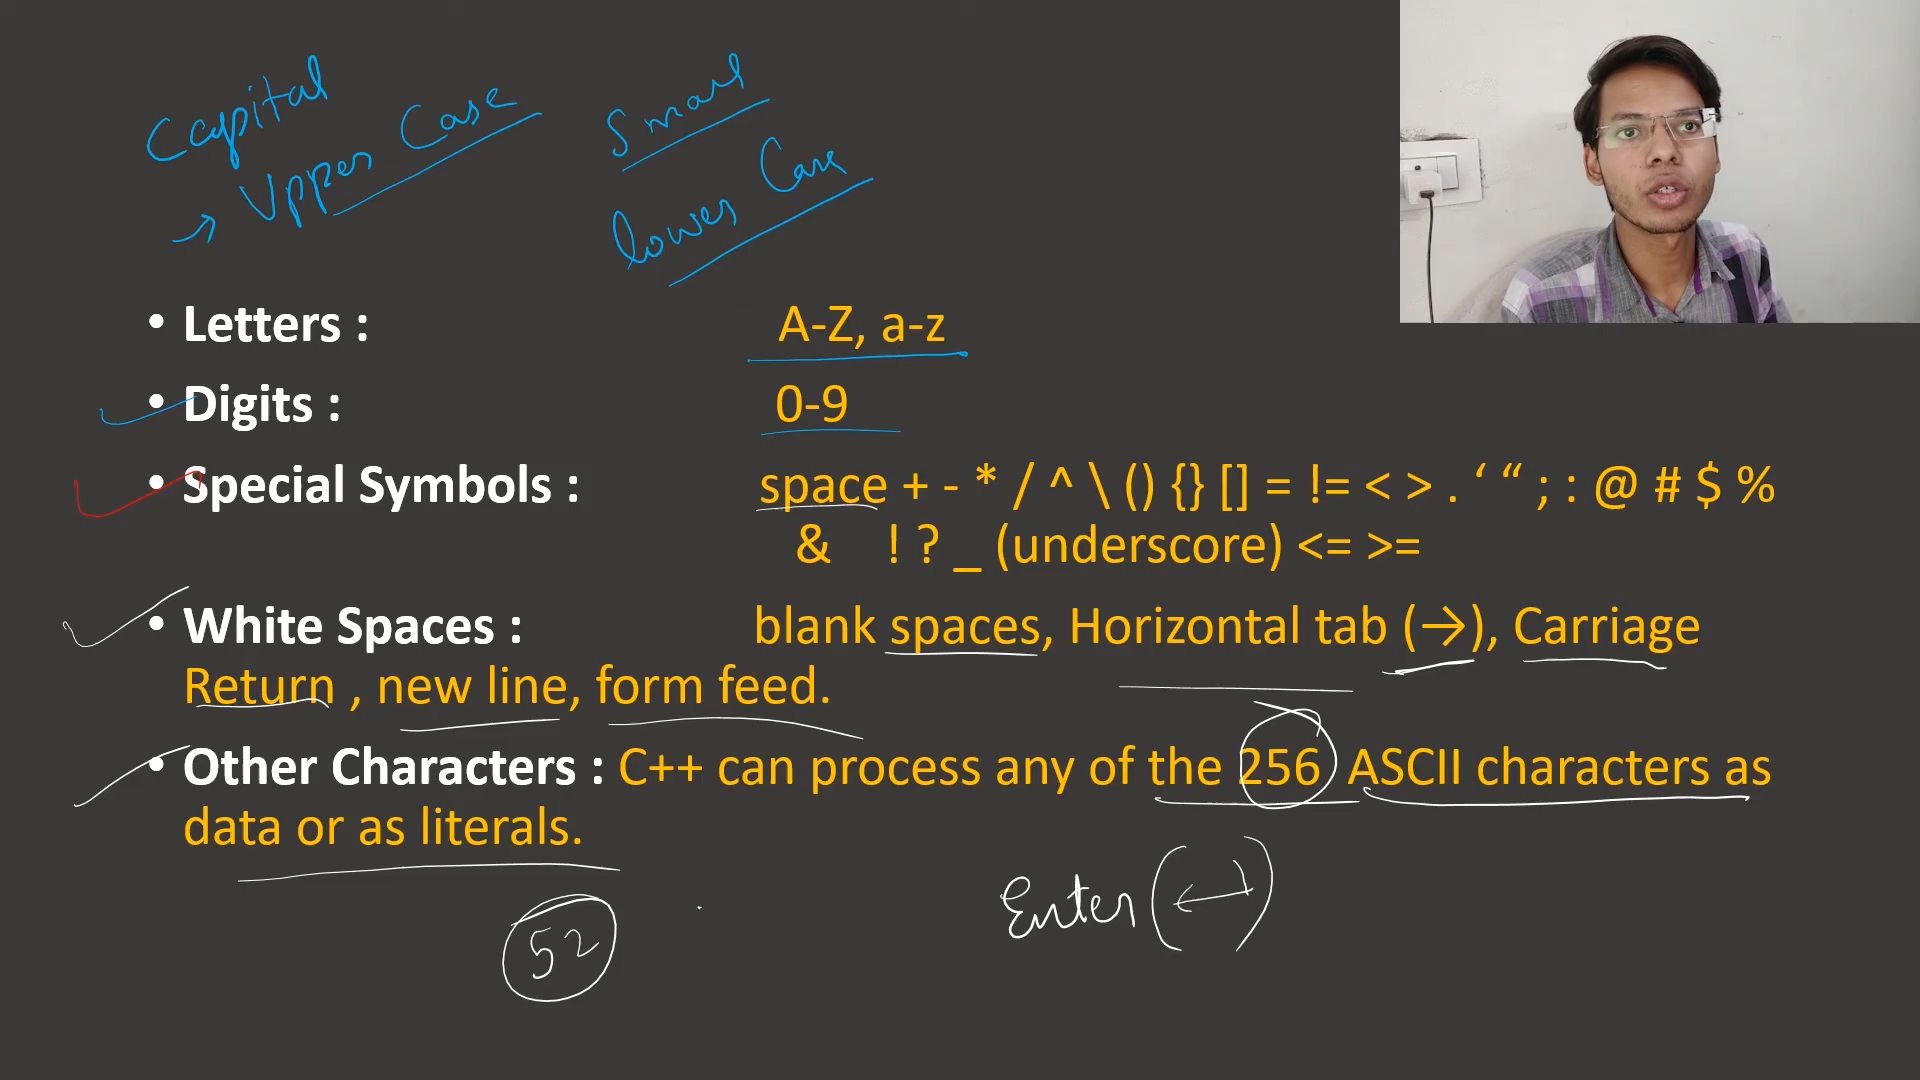 Capital
→ Upper Case
Small
lower Case
• Letters : A-Z, a-z
• Digits : 0-9
• Special Symbols : space + - * / ^ \ () {} [] = != < > . ‘ “ ; : @ # $ %
& ! ? _ (underscore) <= >=
• White Spaces : blank spaces, Horizontal tab (→), Carriage
Return , new line, form feed.
• Other Characters : C++ can process any of the 256 ASCII characters as
data or as literals.
52
Enter (←)